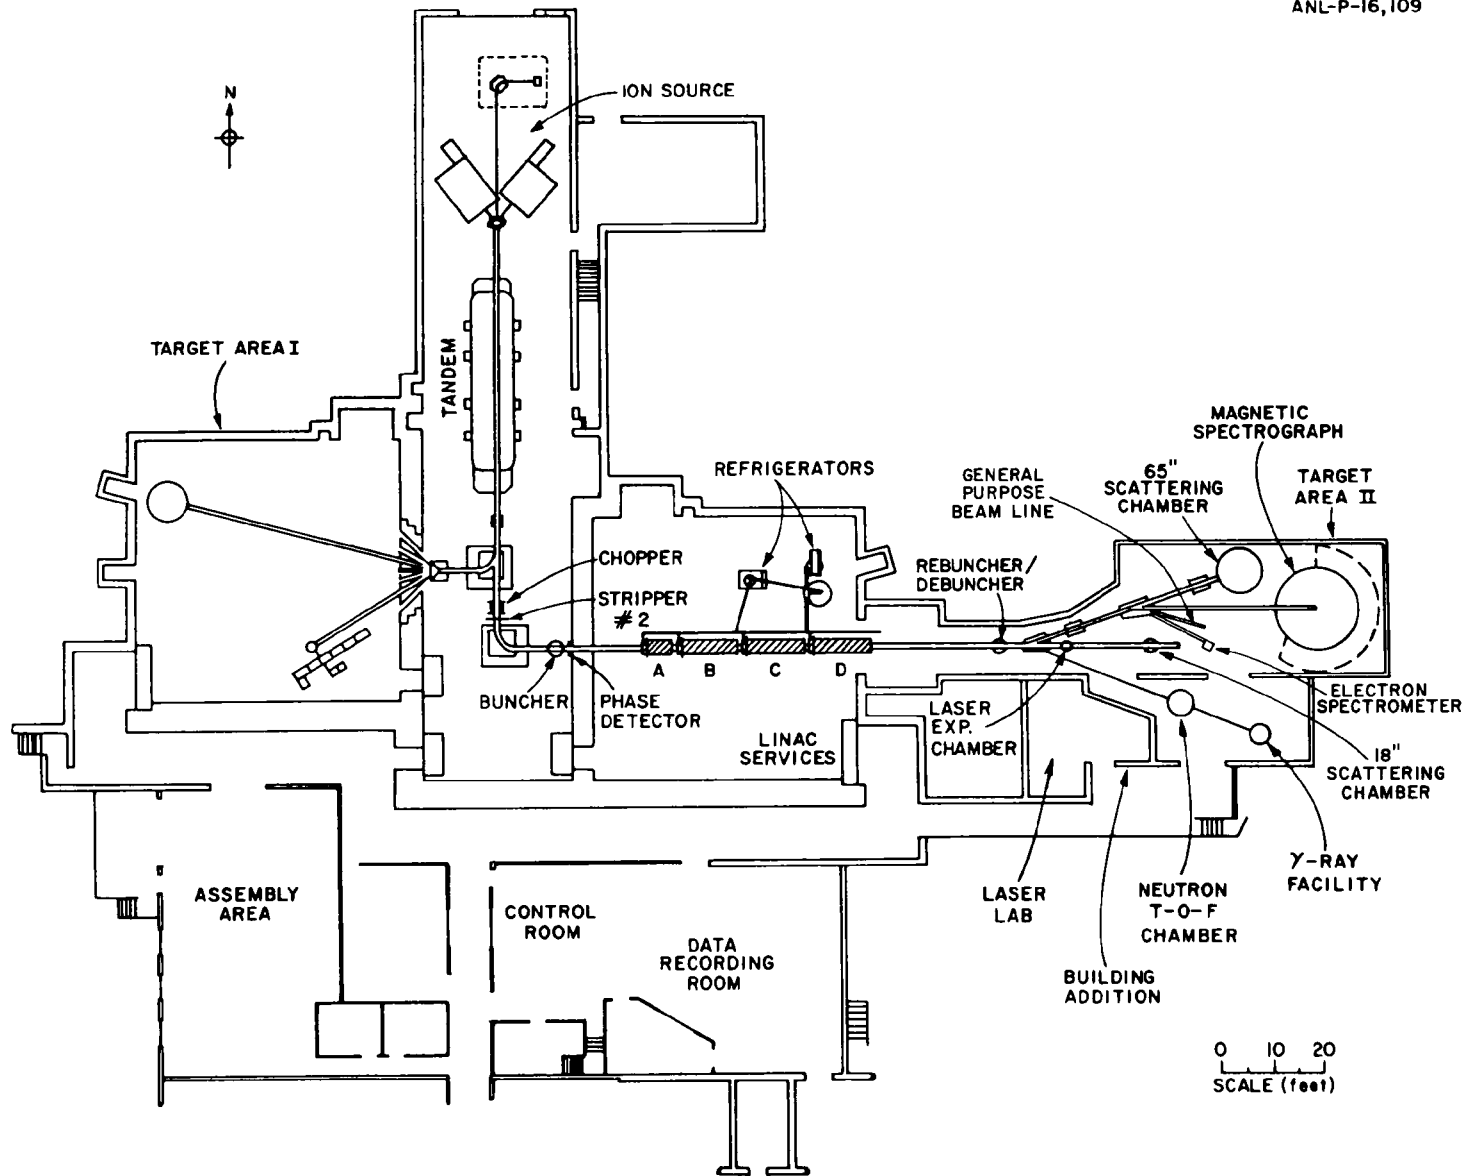 ANL-P-16,109
N
ION SOURCE
TARGET AREA I
TANDEM
MAGNETIC
SPECTROGRAPH
REFRIGERATORS
GENERAL
PURPOSE
BEAM LINE
65"
SCATTERING
CHAMBER
TARGET
AREA II
CHOPPER
STRIPPER
#2
REBUNCHER/
DEBUNCHER
A B C D
BUNCHER
PHASE
DETECTOR
LINAC
SERVICES
LASER
EXP.
CHAMBER
ELECTRON
SPECTROMETER
18"
SCATTERING
CHAMBER
ASSEMBLY
AREA
CONTROL
ROOM
DATA
RECORDING
ROOM
LASER
LAB
NEUTRON
T-O-F
CHAMBER
γ-RAY
FACILITY
BUILDING
ADDITION
0 10 20
SCALE (feet)